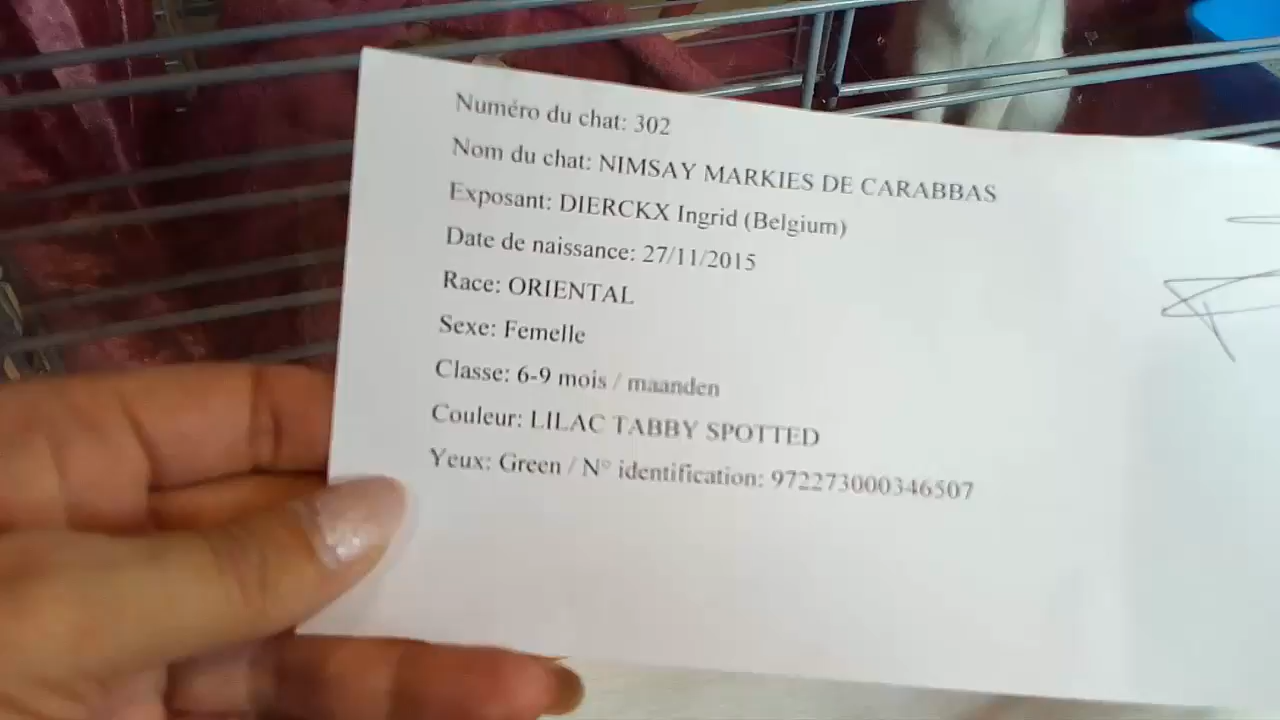 Numéro du chat: 302
Nom du chat: NIMSAY MARKIES DE CARABBAS
Exposant: DIERCKX Ingrid (Belgium)
Date de naissance: 27/11/2015
Race: ORIENTAL
Sexe: Femelle
Classe: 6-9 mois / maanden
Couleur: LILAC TABBY SPOTTED
Yeux: Green / N° identification: 972273000346507